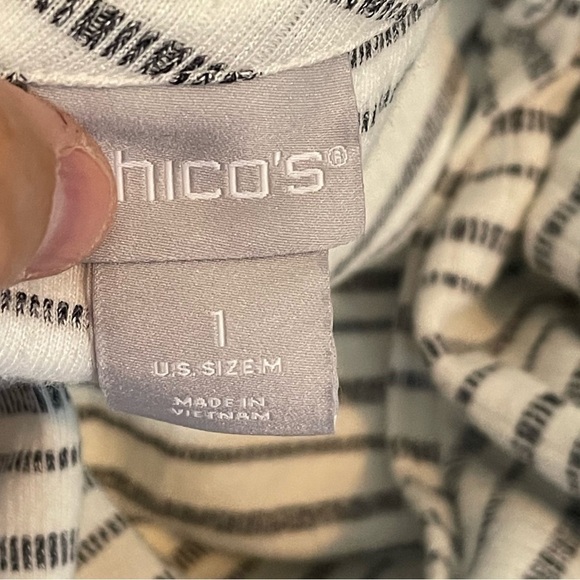 hico's®
1
U.S. SIZE-M
MADE IN
VIETNAM